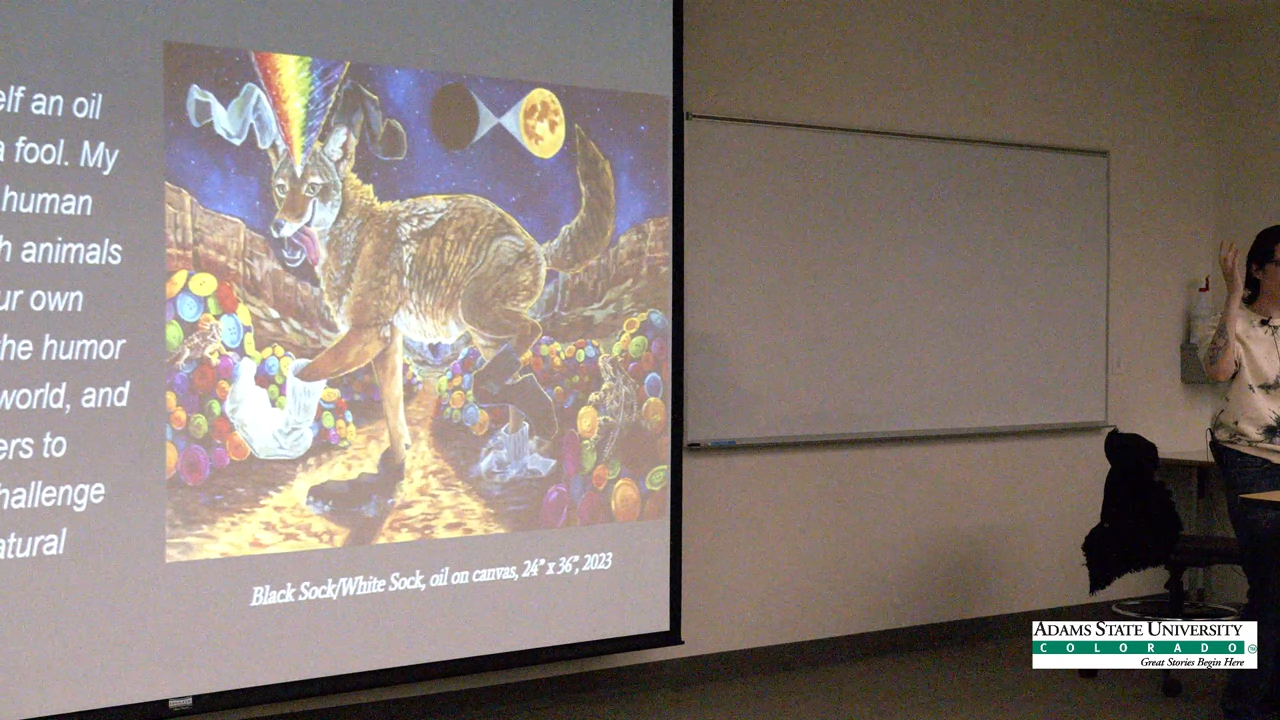 elf an oil
a fool. My
human
h animals
ur own
the humor
world, and
ers to
hallenge
atural
Black Sock/White Sock, oil on canvas, 24” x 36”, 2023
ADAMS STATE UNIVERSITY
COLORADO
Great Stories Begin Here